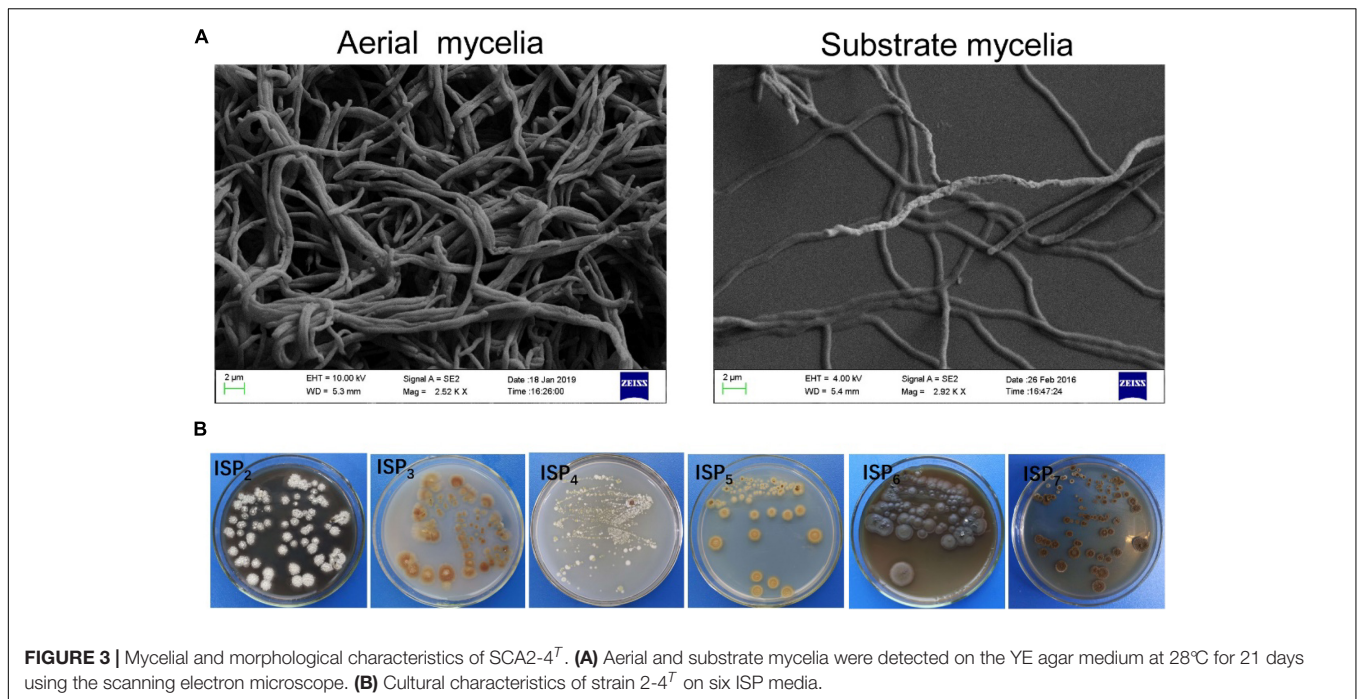 A
Aerial mycelia
Substrate mycelia
2 µm
EHT = 10.00 kV
WD = 5.3 mm
Signal A = SE2
Mag = 2.52 K X
Date :18 Jan 2019
Time :16:26:00
ZEISS
2 µm
EHT = 4.00 kV
WD = 5.4 mm
Signal A = SE2
Mag = 2.92 K X
Date :26 Feb 2016
Time :16:47:24
ZEISS
B
ISP2
ISP3
ISP4
ISP5
ISP6
ISP7
FIGURE 3 | Mycelial and morphological characteristics of SCA2-4T. (A) Aerial and substrate mycelia were detected on the YE agar medium at 28°C for 21 days
using the scanning electron microscope. (B) Cultural characteristics of strain 2-4T on six ISP media.